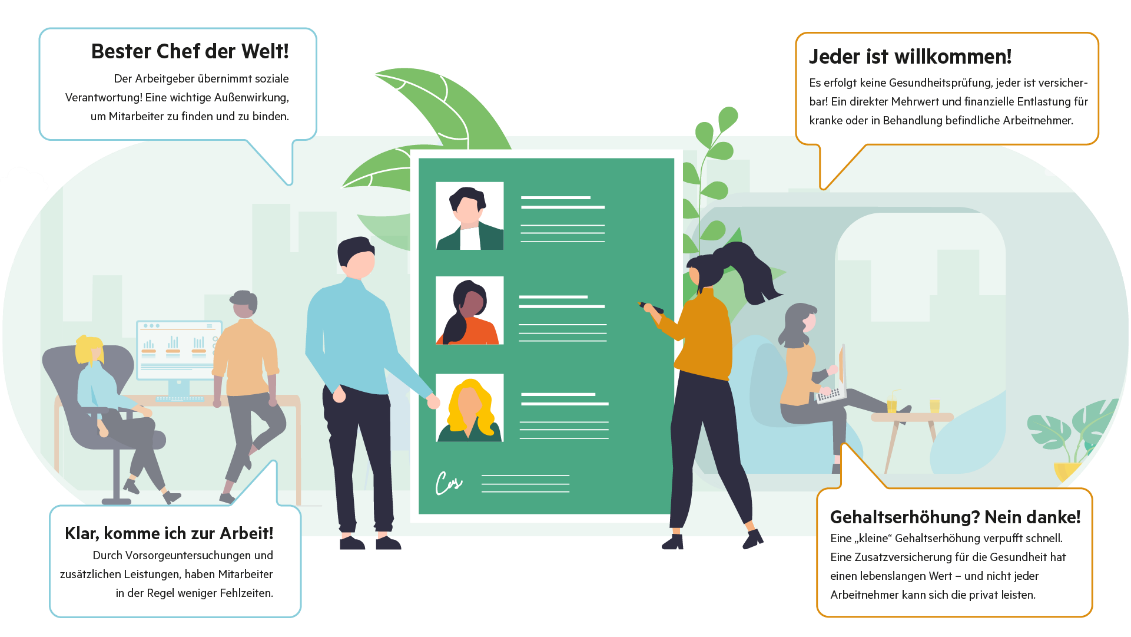 Bester Chef der Welt!
Der Arbeitgeber übernimmt soziale
Verantwortung! Eine wichtige Außenwirkung,
um Mitarbeiter zu finden und zu binden.
Jeder ist willkommen!
Es erfolgt keine Gesundheitsprüfung, jeder ist versicher-
bar! Ein direkter Mehrwert und finanzielle Entlastung für
kranke oder in Behandlung befindliche Arbeitnehmer.
Klar, komme ich zur Arbeit!
Durch Vorsorgeuntersuchungen und
zusätzlichen Leistungen, haben Mitarbeiter
in der Regel weniger Fehlzeiten.
Gehaltserhöhung? Nein danke!
Eine „kleine“ Gehaltserhöhung verpufft schnell.
Eine Zusatzversicherung für die Gesundheit hat
einen lebenslangen Wert – und nicht jeder
Arbeitnehmer kann sich die privat leisten.